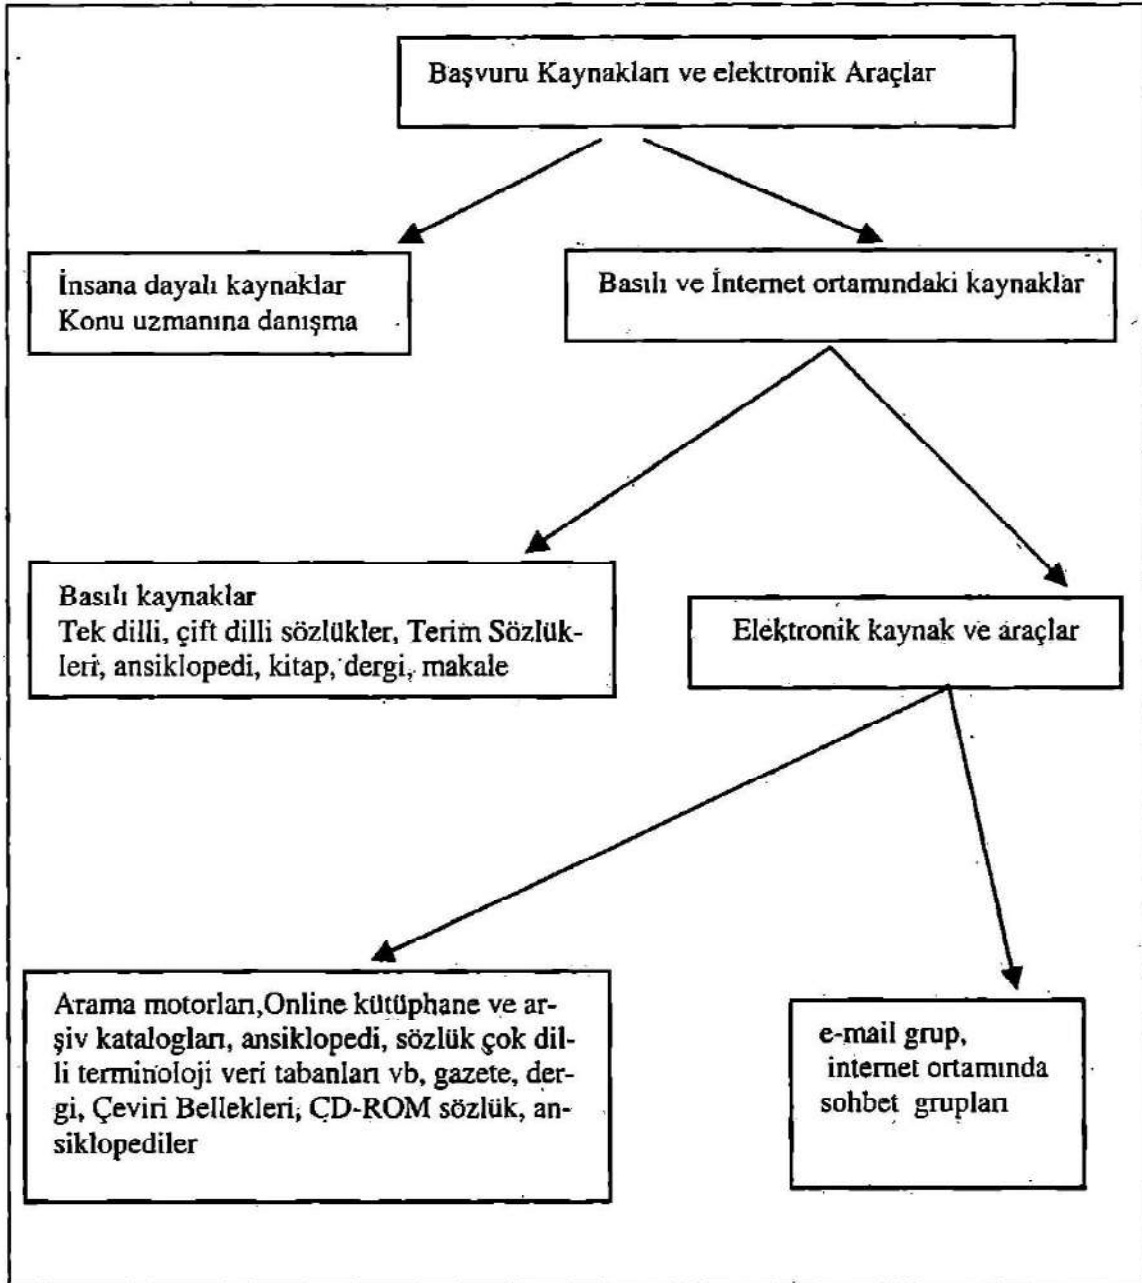 Başvuru Kaynakları ve elektronik Araçlar
İnsana dayalı kaynaklar
Konu uzmanına danışma
Basılı ve İnternet ortamındaki kaynaklar
Basılı kaynaklar
Tek dilli, çift dilli sözlükler, Terim Sözlük-
leri, ansiklopedi, kitap, dergi, makale
Elektronik kaynak ve araçlar
Arama motorları,Online kütüphane ve ar-
şiv katalogları, ansiklopedi, sözlük çok dil-
li terminoloji veri tabanları vb, gazete, der-
gi, Çeviri Bellekleri, CD-ROM sözlük, an-
siklopediler
e-mail grup,
internet ortamında
sohbet grupları